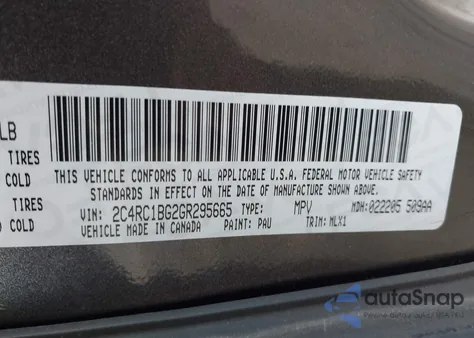 LB
TIRES
COLD
TIRES
COLD
THIS VEHICLE CONFORMS TO ALL APPLICABLE U.S.A. FEDERAL MOTOR VEHICLE SAFETY
STANDARDS IN EFFECT ON THE DATE OF MANUFACTURE SHOWN ABOVE.
VIN: 2C4RC1BG2GR295665 TYPE: MPV MDH: 022205 509AA
VEHICLE MADE IN CANADA PAINT: PAU TRIM: MLX1
autaSnap